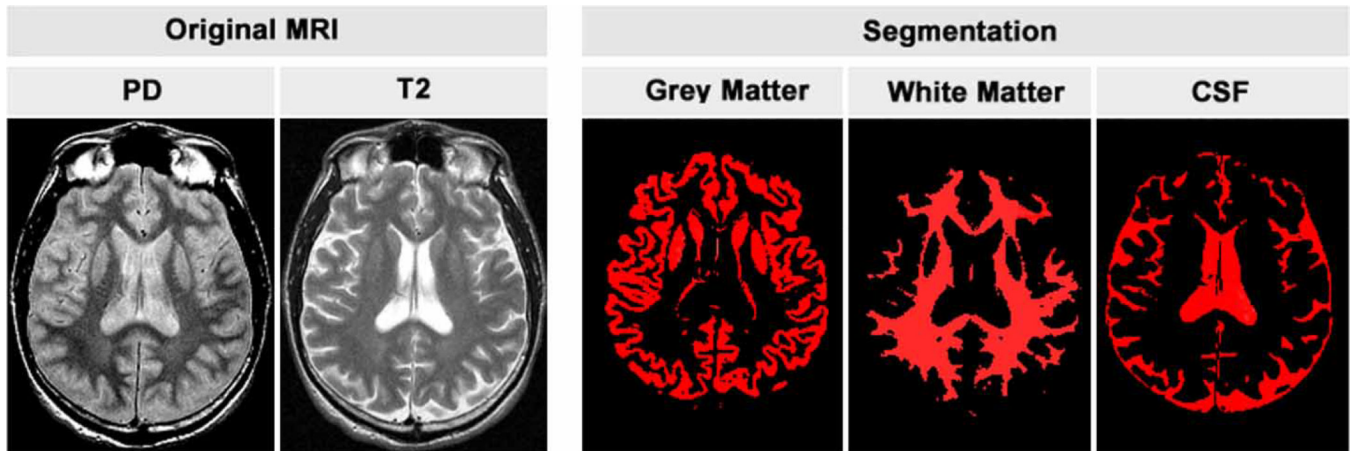 Original MRI
Segmentation
PD
T2
Grey Matter
White Matter
CSF